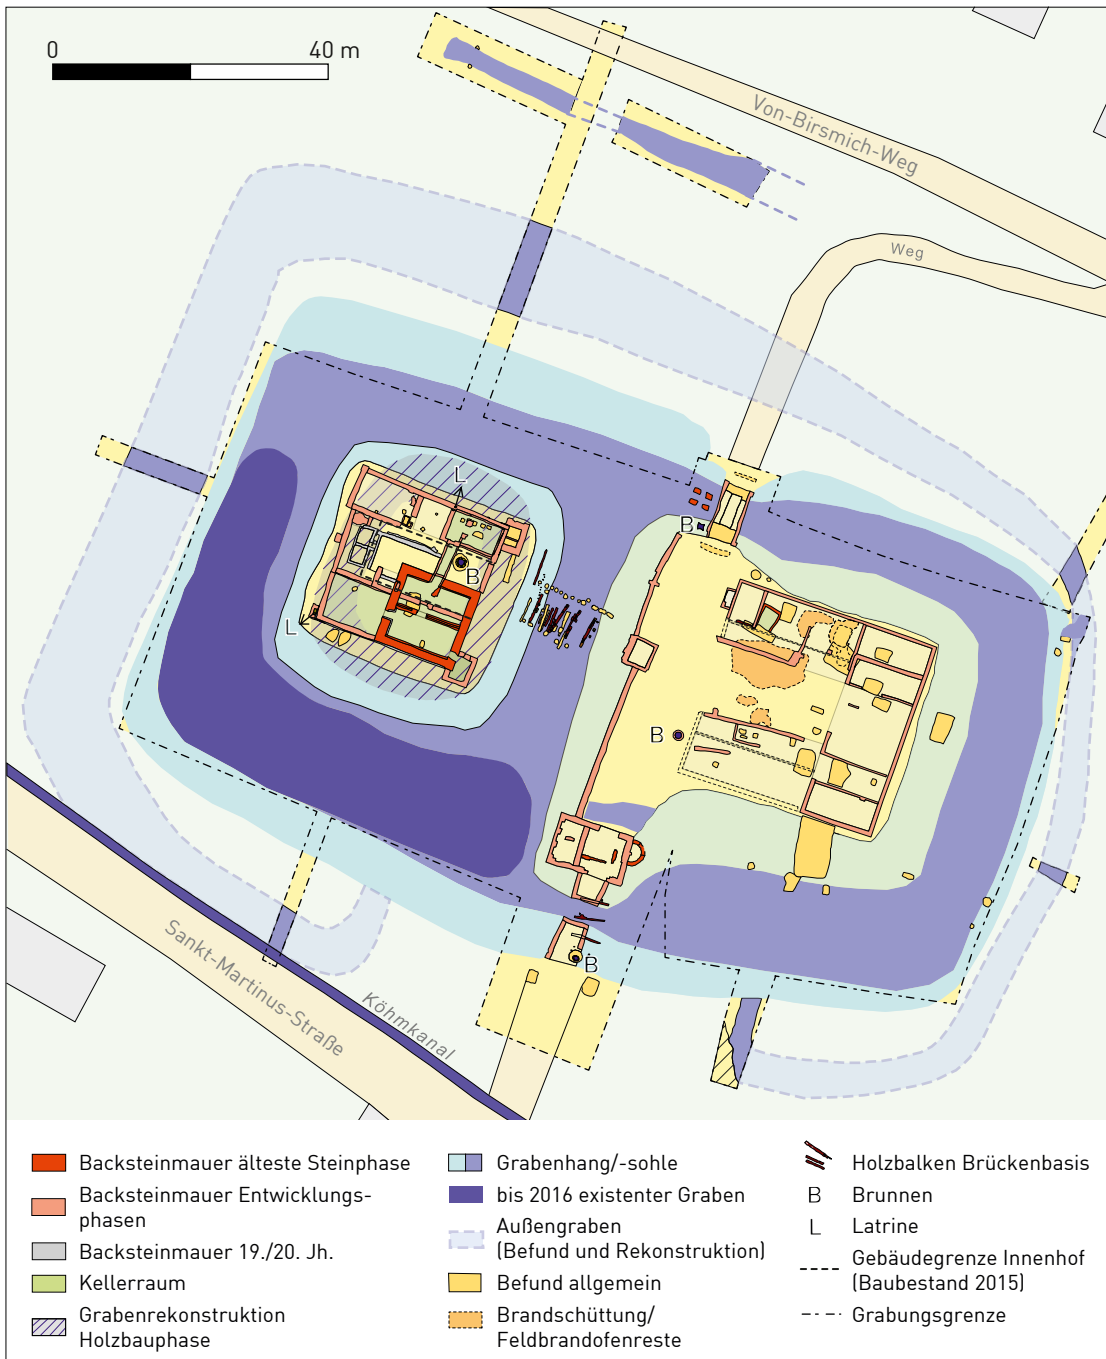 0 40 m
Von-Birsmich-Weg
Weg
L
B
B
L
B
B
Sankt-Martinus-Straße
Köhmkanal
Backsteinmauer älteste Steinphase
Backsteinmauer Entwicklungs-
phasen
Backsteinmauer 19./20. Jh.
Kellerraum
Grabenrekonstruktion
Holzbauphase
Grabenhang/-sohle
bis 2016 existenter Graben
Außengraben
(Befund und Rekonstruktion)
Befund allgemein
Brandschüttung/
Feldbrandofenreste
Holzbalken Brückenbasis
B Brunnen
L Latrine
Gebäudegrenze Innenhof
(Baubestand 2015)
Grabungsgrenze